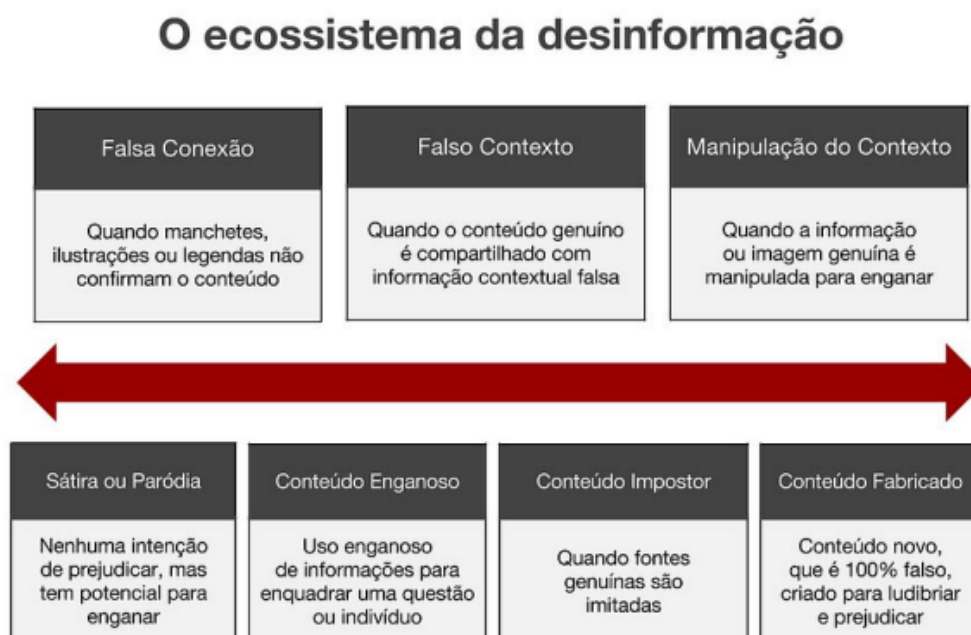 O ecossistema da desinformação
Falsa Conexão
Quando manchetes,
ilustrações ou legendas não
confirmam o conteúdo
Falso Contexto
Quando o conteúdo genuíno
é compartilhado com
informação contextual falsa
Manipulação do Contexto
Quando a informação
ou imagem genuína é
manipulada para enganar
Sátira ou Paródia
Nenhuma intenção
de prejudicar, mas
tem potencial para
enganar
Conteúdo Enganoso
Uso enganoso
de informações para
enquadrar uma questão
ou indivíduo
Conteúdo Impostor
Quando fontes
genuínas são
imitadas
Conteúdo Fabricado
Conteúdo novo,
que é 100% falso,
criado para ludibriar
e prejudicar